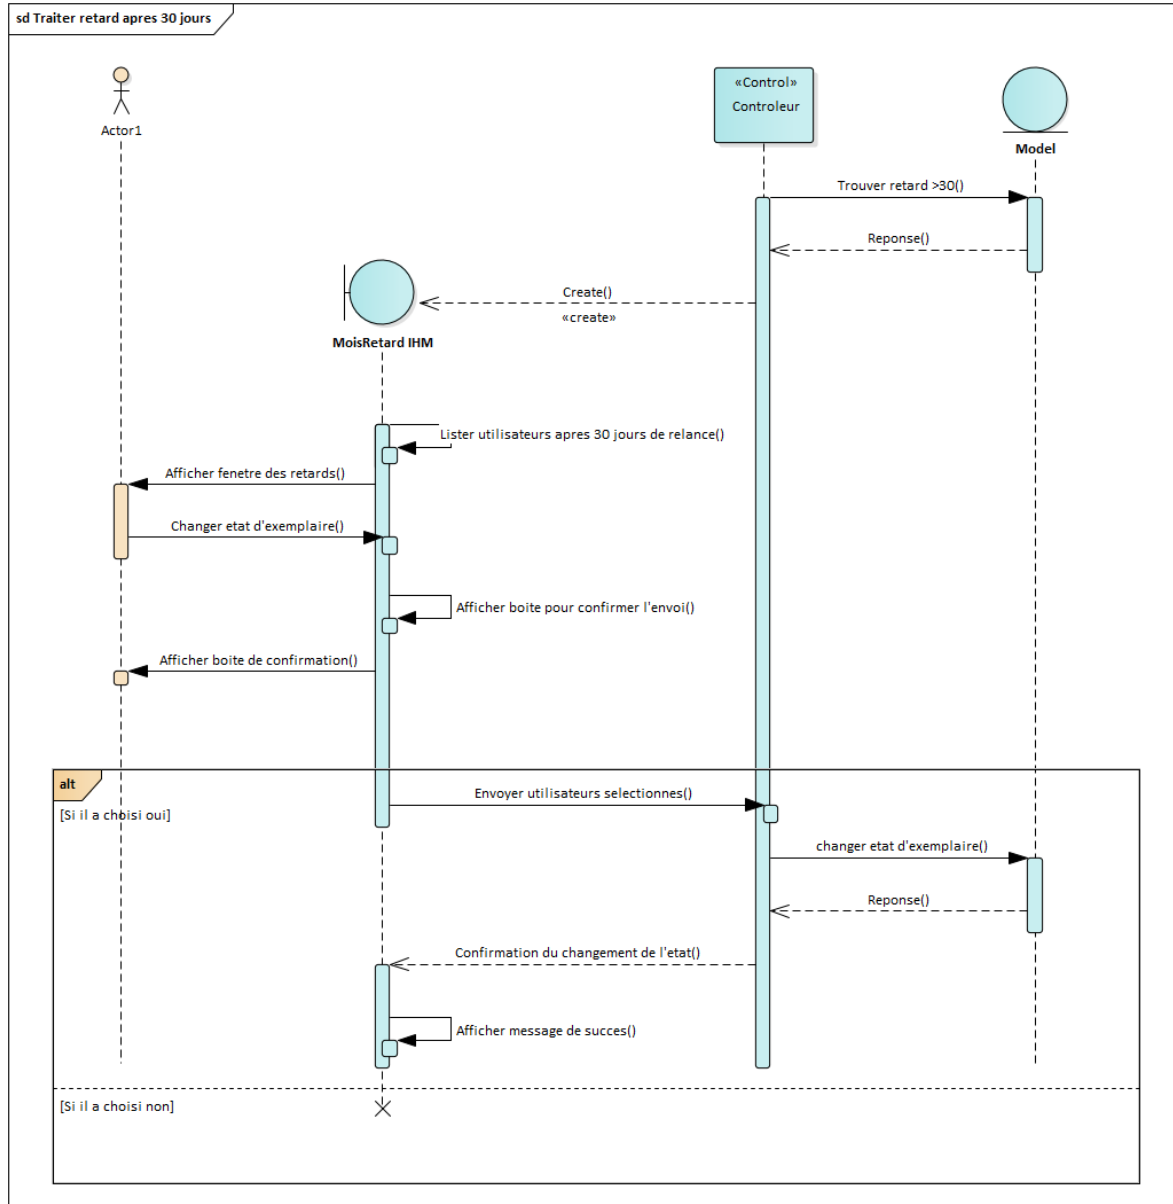 sd Traiter retard apres 30 jours
Actor1
«Control»
Controleur
Model
Trouver retard >30()
Reponse()
Create()
«create»
MoisRetard IHM
Lister utilisateurs apres 30 jours de relance()
Afficher fenetre des retards()
Changer etat d'exemplaire()
Afficher boite pour confirmer l'envoi()
Afficher boite de confirmation()
alt
Envoyer utilisateurs selectionnes()
[Si il a choisi oui]
changer etat d'exemplaire()
Reponse()
Confirmation du changement de l'etat()
Afficher message de succes()
[Si il a choisi non]